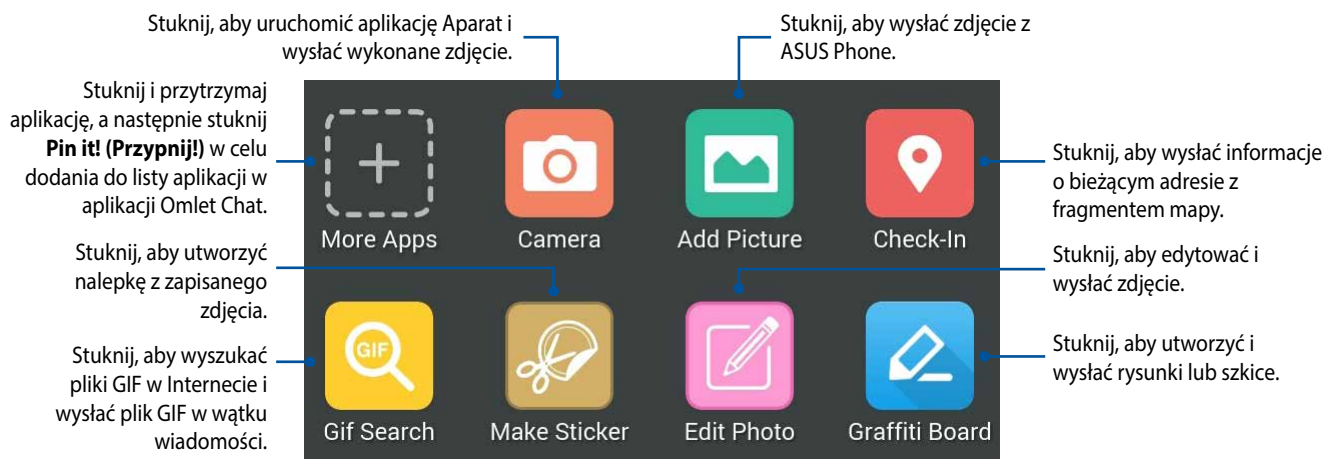 Stuknij, aby uruchomić aplikację Aparat i
wysłać wykonane zdjęcie.
Stuknij, aby wysłać zdjęcie z
ASUS Phone.
Stuknij i przytrzymaj
aplikację, a następnie stuknij
Pin it! (Przypnij!) w celu
dodania do listy aplikacji w
aplikacji Omlet Chat.
Stuknij, aby wysłać informacje
o bieżącym adresie z
fragmentem mapy.
More Apps
Camera
Add Picture
Check-In
Stuknij, aby utworzyć
nalepkę z zapisanego
zdjęcia.
Stuknij, aby edytować i
wysłać zdjęcie.
Stuknij, aby wyszukać
pliki GIF w Internecie i
wysłać plik GIF w wątku
wiadomości.
GIF
Stuknij, aby utworzyć i
wysłać rysunki lub szkice.
Gif Search
Make Sticker
Edit Photo
Graffiti Board